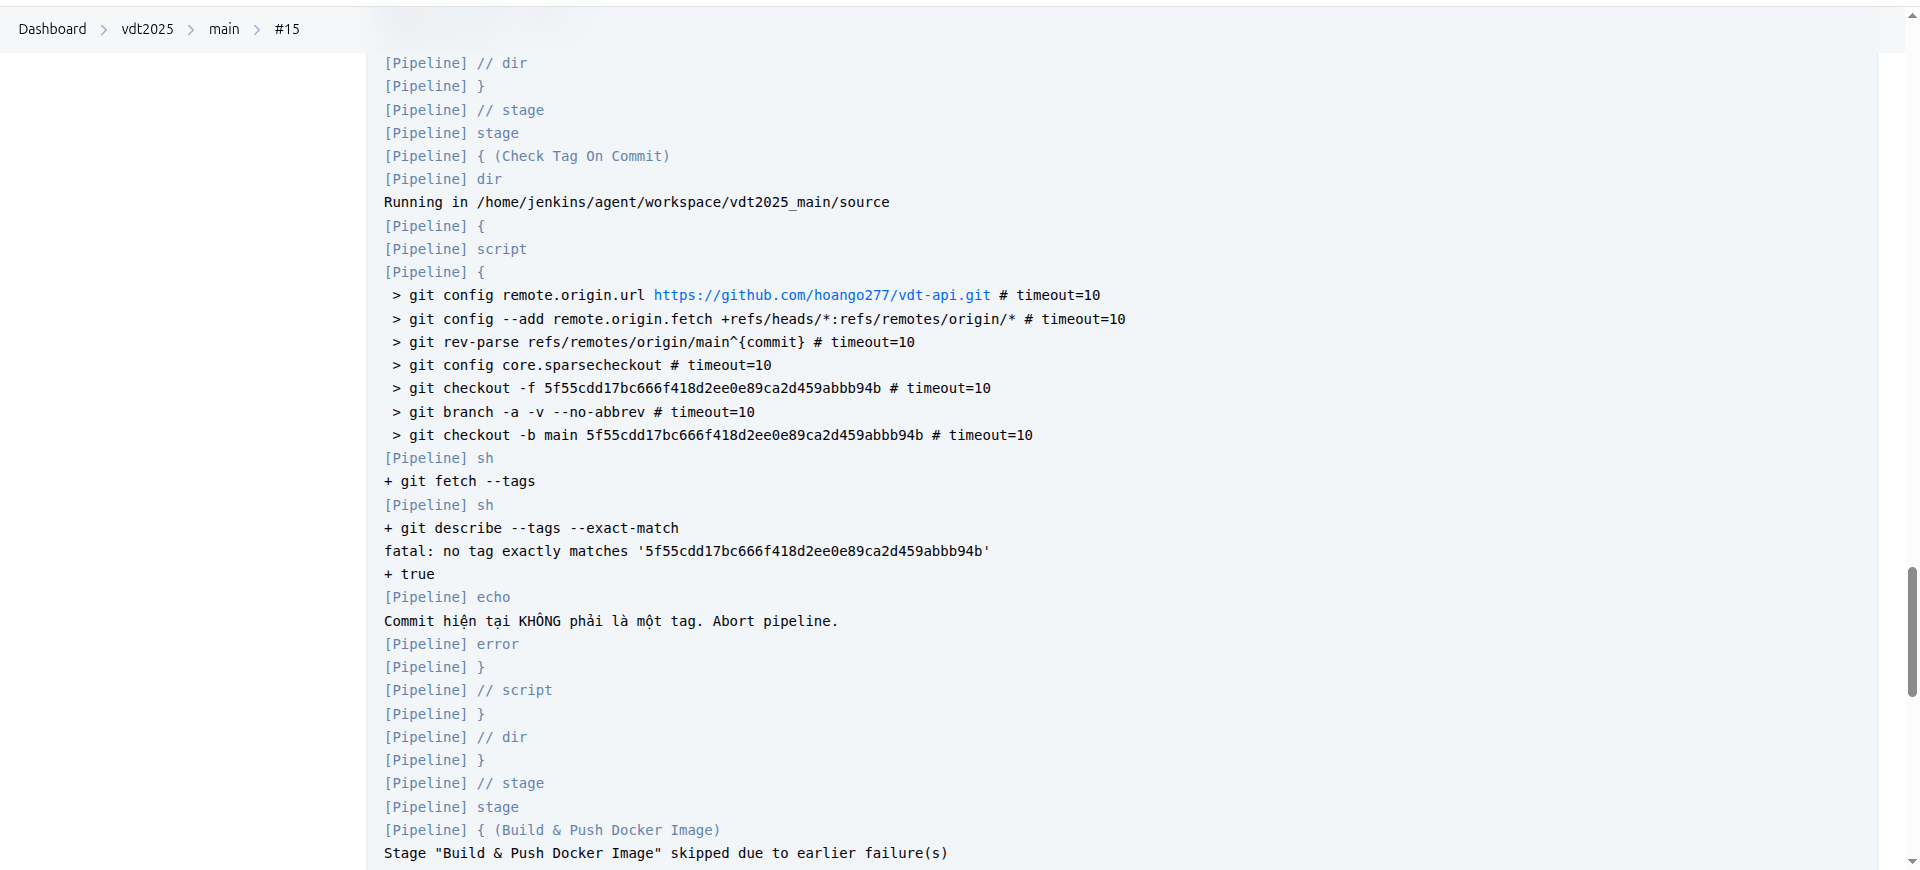 Dashboard > vdt2025 > main > #15
[Pipeline] // dir
[Pipeline] }
[Pipeline] // stage
[Pipeline] stage
[Pipeline] { (Check Tag On Commit)
[Pipeline] dir
Running in /home/jenkins/agent/workspace/vdt2025_main/source
[Pipeline] {
[Pipeline] script
[Pipeline] {
 > git config remote.origin.url https://github.com/hoango277/vdt-api.git # timeout=10
 > git config --add remote.origin.fetch +refs/heads/*:refs/remotes/origin/* # timeout=10
 > git rev-parse refs/remotes/origin/main^{commit} # timeout=10
 > git config core.sparsecheckout # timeout=10
 > git checkout -f 5f55cdd17bc666f418d2ee0e89ca2d459abbb94b # timeout=10
 > git branch -a -v --no-abbrev # timeout=10
 > git checkout -b main 5f55cdd17bc666f418d2ee0e89ca2d459abbb94b # timeout=10
[Pipeline] sh
+ git fetch --tags
[Pipeline] sh
+ git describe --tags --exact-match
fatal: no tag exactly matches '5f55cdd17bc666f418d2ee0e89ca2d459abbb94b'
+ true
[Pipeline] echo
Commit hiện tại KHÔNG phải là một tag. Abort pipeline.
[Pipeline] error
[Pipeline] }
[Pipeline] // script
[Pipeline] }
[Pipeline] // dir
[Pipeline] }
[Pipeline] // stage
[Pipeline] stage
[Pipeline] { (Build & Push Docker Image)
Stage "Build & Push Docker Image" skipped due to earlier failure(s)